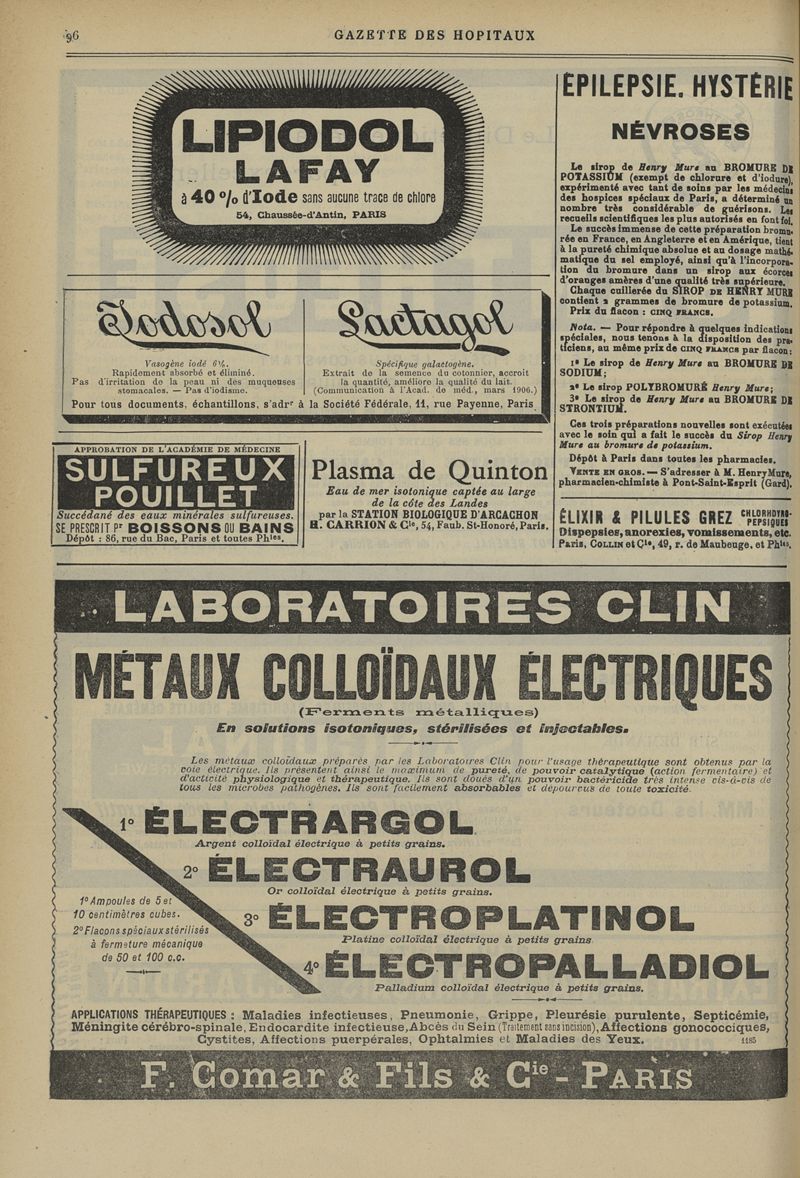 96
GAZETTE DES HOPITAUX
LIPIODOL
LAFAY
à 40 % d'Iode sans aucune trace de chlore
54, Chaussée-d'Antin, PARIS
Iodosol
Vasogène iodé 6%.
Rapidement absorbé et éliminé.
Pas d'irritation de la peau ni des muqueuses
stomacales. — Pas d'iodisme.
Lactagol
Spécifique galactogène.
Extrait de la semence du cotonnier, accroît
la quantité, améliore la qualité du lait.
(Communication à l'Acad. de méd., mars 1906.)
Pour tous documents, échantillons, s'adr^r à la Société Fédérale, 11, rue Payenne, Paris
APPROBATION DE L'ACADÉMIE DE MÉDECINE
SULFUREUX
POUILLET
Succédané des eaux minérales sulfureuses.
SE PRESCRIT P^r BOISSONS OU BAINS
Dépôt : 86, rue du Bac, Paris et toutes Ph^ies.
Plasma de Quinton
Eau de mer isotonique captée au large
de la côte des Landes
par la STATION BIOLOGIQUE D'ARCACHON
H. CARRION & C^ie, 54, Faub. St-Honoré, Paris.
ÉPILEPSIE. HYSTÉRIE
NÉVROSES
Le sirop de Henry Mure au BROMURE DE
POTASSIUM (exempt de chlorure et d'iodure),
expérimenté avec tant de soins par les médecins
des hospices spéciaux de Paris, a déterminé un
nombre très considérable de guérisons. Les
recueils scientifiques les plus autorisés en font foi.
Le succès immense de cette préparation bromu-
rée en France, en Angleterre et en Amérique, tient
à la pureté chimique absolue et au dosage mathé-
matique du sel employé, ainsi qu'à l'incorpora-
tion du bromure dans un sirop aux écorces
d'oranges amères d'une qualité très supérieure.
Chaque cuillerée du SIROP DE HENRY MURE
contient 2 grammes de bromure de potassium.
Prix du flacon : CINQ FRANCS.
Nota. — Pour répondre à quelques indications
spéciales, nous tenons à la disposition des pra-
ticiens, au même prix de CINQ FRANCS par flacon :
1° Le sirop de Henry Mure au BROMURE DE
SODIUM;
2° Le sirop POLYBROMURÉ Henry Mure;
3° Le sirop de Henry Mure au BROMURE DE
STRONTIUM.
Ces trois préparations nouvelles sont exécutées
avec le soin qui a fait le succès du Sirop Henry
Mure au bromure de potassium.
Dépôt à Paris dans toutes les pharmacies.
VENTE EN GROS. — S'adresser à M. Henry Mure,
pharmacien-chimiste à Pont-Saint-Esprit (Gard).
ÉLIXIR & PILULES GREZ CHLORHYDRO-
PEPSIQUES
Dispepsies, anorexies, vomissements, etc.
Paris, COLLIN et C^ie, 49, r. de Maubeuge, et Ph^ies.
LABORATOIRES CLIN
MÉTAUX COLLOÏDAUX ÉLECTRIQUES
(Ferments métalliques)
En solutions isotoniques, stérilisées et injectables.
Les métaux colloïdaux préparés par les Laboratoires Clin pour l'usage thérapeutique sont obtenus par la
voie électrique. Ils présentent ainsi le maximum de pureté, de pouvoir catalytique (action fermentaire) et
d'activité physiologique et thérapeutique. Ils sont doués d'un pouvoir bactéricide très intense vis-à-vis de
tous les microbes pathogènes. Ils sont facilement absorbables et dépourvus de toute toxicité.
1° ÉLECTRARGOL
Argent colloïdal électrique à petits grains.
2° ÉLECTRAUROL
Or colloïdal électrique à petits grains.
3° ÉLECTROPLATINOL
Platine colloïdal électrique à petits grains
4° ÉLECTROPALLADIOL
Palladium colloïdal électrique à petits grains.
1° Ampoules de 5 et
10 centimètres cubes.
2° Flacons spéciaux stérilisés
à fermeture mécanique
de 50 et 100 c.c.
APPLICATIONS THÉRAPEUTIQUES : Maladies infectieuses, Pneumonie, Grippe, Pleurésie purulente, Septicémie,
Méningite cérébro-spinale, Endocardite infectieuse, Abcès du Sein (Traitement sans incision), Affections gonococciques,
Cystites, Affections puerpérales, Ophtalmies et Maladies des Yeux.
1185
F. Comar & Fils & C^ie - PARIS